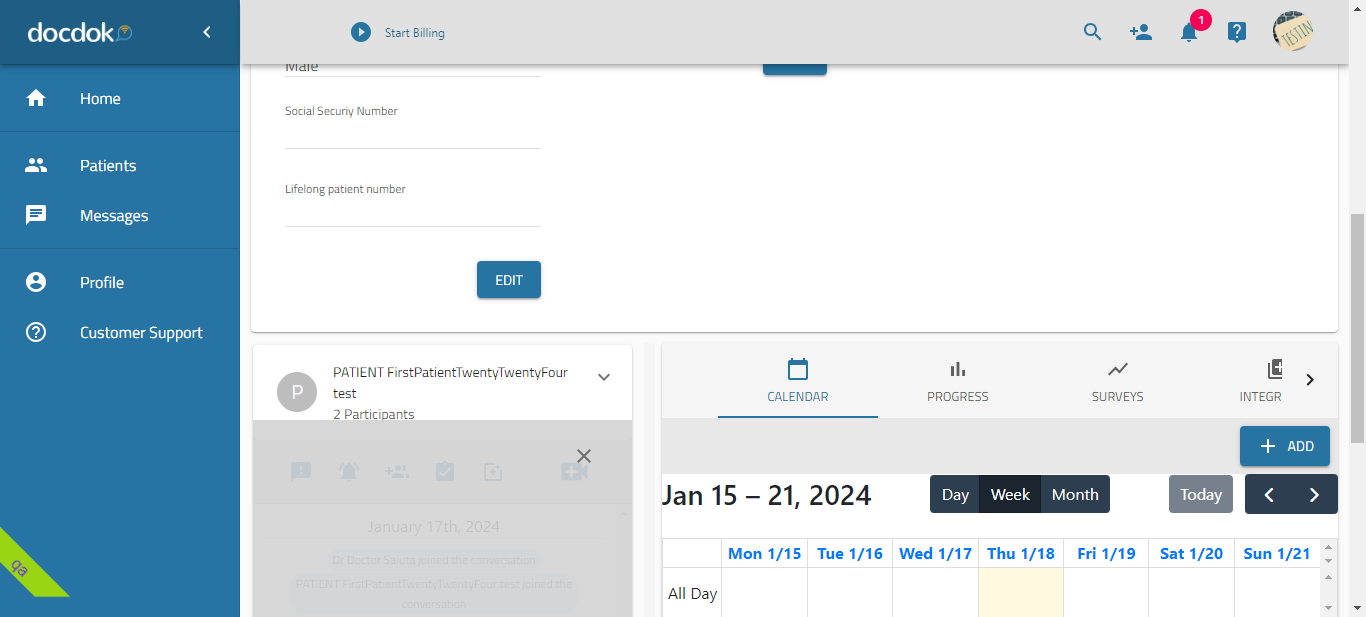 docdok
Start Billing
1
TESTIN
Home
Patients
Messages
Profile
Customer Support
qa
Male
Social Securiy Number
Lifelong patient number
EDIT
P
PATIENT FirstPatientTwentyTwentyFour
test
2 Participants
January 17th, 2024
Dr Doctor Saluta joined the conversation
PATIENT FirstPatientTwentyTwentyFour test joined the
conversation
CALENDAR
PROGRESS
SURVEYS
INTEGR
ADD
Jan 15 – 21, 2024
Day
Week
Month
Today
Mon 1/15
Tue 1/16
Wed 1/17
Thu 1/18
Fri 1/19
Sat 1/20
Sun 1/21
All Day